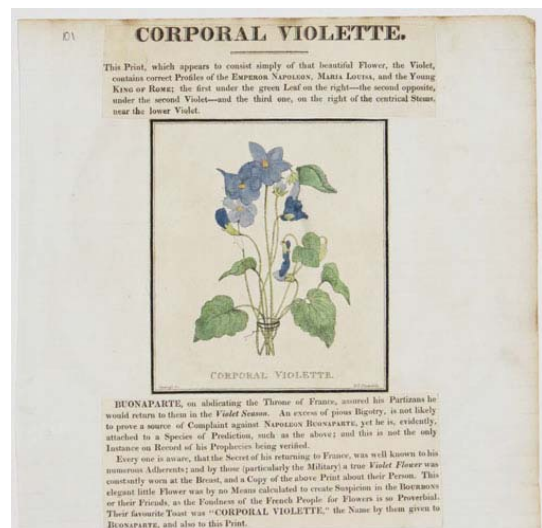 101
CORPORAL VIOLETTE.
This Print, which appears to consist simply of that beautiful Flower, the Violet,
contains correct Profiles of the EMPEROR NAPOLEON, MARIA LOUISA, and the Young
KING OF ROME; the first under the green Leaf on the right—the second opposite,
under the second Violet—and the third one, on the right of the centrical Stems,
near the lower Violet.
CORPORAL VIOLETTE.
BUONAPARTE, on abdicating the Throne of France, assured his Partizans he
would return to them in the Violet Season. An excess of pious Bigotry, is not likely
to prove a source of Complaint against NAPOLEON BUONAPARTE, yet he is, evidently,
attached to a Species of Prediction, such as the above; and this is not the only
Instance on Record of his Prophecies being verified.
Every one is aware, that the Secret of his returning to France, was well known to his
numerous Adherents; and by those (particularly the Military) a true Violet Flower was
constantly worn at the Breast, and a Copy of the above Print about their Person. This
elegant little Flower was by no Means calculated to create Suspicion in the BOURBONS
or their Friends, as the Fondness of the French People for Flowers is so Proverbial.
Their favourite Toast was "CORPORAL VIOLETTE," the Name by them given to
BUONAPARTE, and also to this Print.